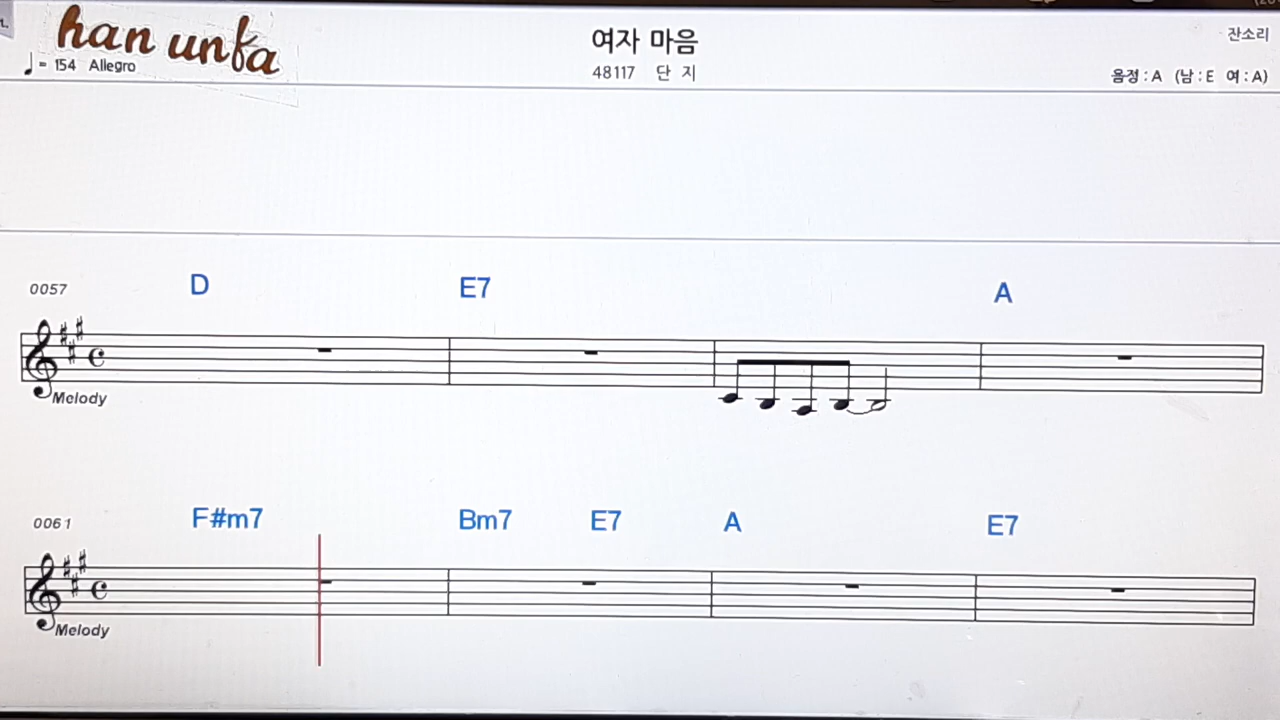 han unfa
여자 마음
잔소리
♩ = 154 Allegro
48117 단 지
음정 : A (남 : E 여 : A)
0057
D E7 A
Melody
0061
F#m7 Bm7 E7 A E7
Melody